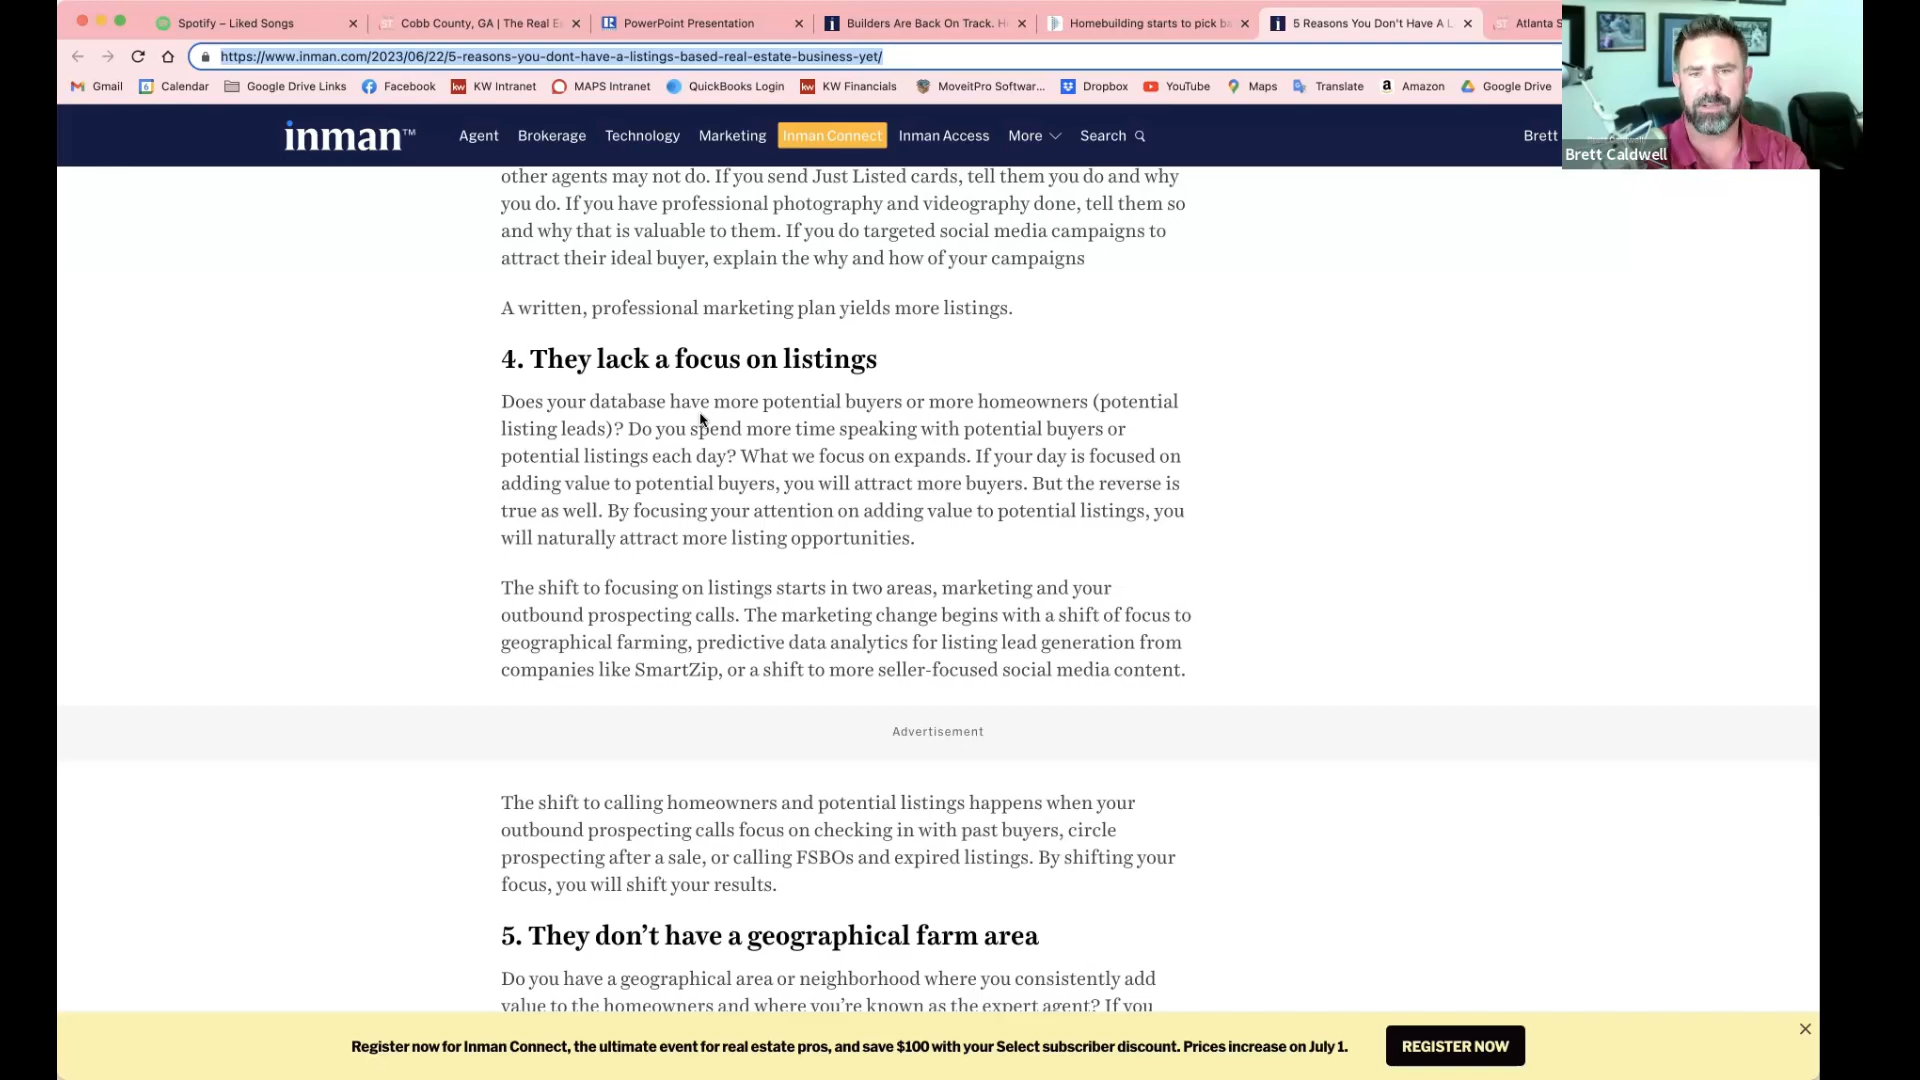 Spotify – Liked Songs
Cobb County, GA | The Real E
PowerPoint Presentation
Builders Are Back On Track. H
Homebuilding starts to pick b
5 Reasons You Don't Have A L
Atlanta S
https://www.inman.com/2023/06/22/5-reasons-you-dont-have-a-listings-based-real-estate-business-yet/
Gmail
Calendar
Google Drive Links
Facebook
KW Intranet
MAPS Intranet
QuickBooks Login
KW Financials
MoveitPro Softwar...
Dropbox
YouTube
Maps
Translate
Amazon
Google Drive
Brett Caldwell
inman™
Agent
Brokerage
Technology
Marketing
Inman Connect
Inman Access
More
Search
Brett
other agents may not do. If you send Just Listed cards, tell them you do and why
you do. If you have professional photography and videography done, tell them so
and why that is valuable to them. If you do targeted social media campaigns to
attract their ideal buyer, explain the why and how of your campaigns
A written, professional marketing plan yields more listings.
4. They lack a focus on listings
Does your database have more potential buyers or more homeowners (potential
listing leads)? Do you spend more time speaking with potential buyers or
potential listings each day? What we focus on expands. If your day is focused on
adding value to potential buyers, you will attract more buyers. But the reverse is
true as well. By focusing your attention on adding value to potential listings, you
will naturally attract more listing opportunities.
The shift to focusing on listings starts in two areas, marketing and your
outbound prospecting calls. The marketing change begins with a shift of focus to
geographical farming, predictive data analytics for listing lead generation from
companies like SmartZip, or a shift to more seller-focused social media content.
Advertisement
The shift to calling homeowners and potential listings happens when your
outbound prospecting calls focus on checking in with past buyers, circle
prospecting after a sale, or calling FSBOs and expired listings. By shifting your
focus, you will shift your results.
5. They don't have a geographical farm area
Do you have a geographical area or neighborhood where you consistently add
value to the homeowners and where you're known as the expert agent? If you
Register now for Inman Connect, the ultimate event for real estate pros, and save $100 with your Select subscriber discount. Prices increase on July 1.
REGISTER NOW